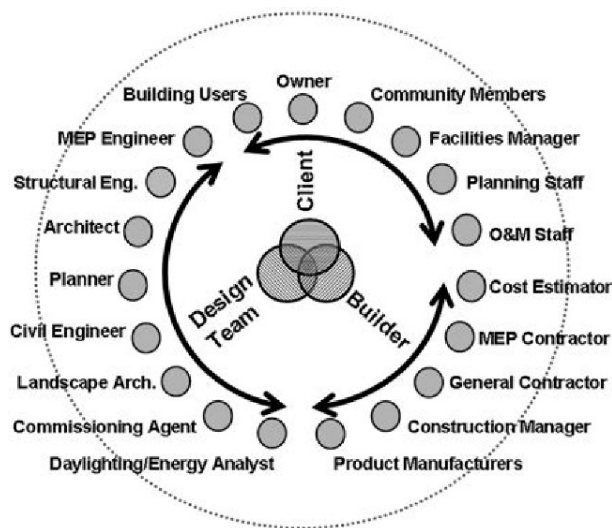 Owner
Building Users
Community Members
MEP Engineer
Facilities Manager
Structural Eng.
Planning Staff
Architect
O&M Staff
Planner
Cost Estimator
Civil Engineer
MEP Contractor
Landscape Arch.
General Contractor
Commissioning Agent
Construction Manager
Daylighting/Energy Analyst
Product Manufacturers
Client
Design
Team
Builder